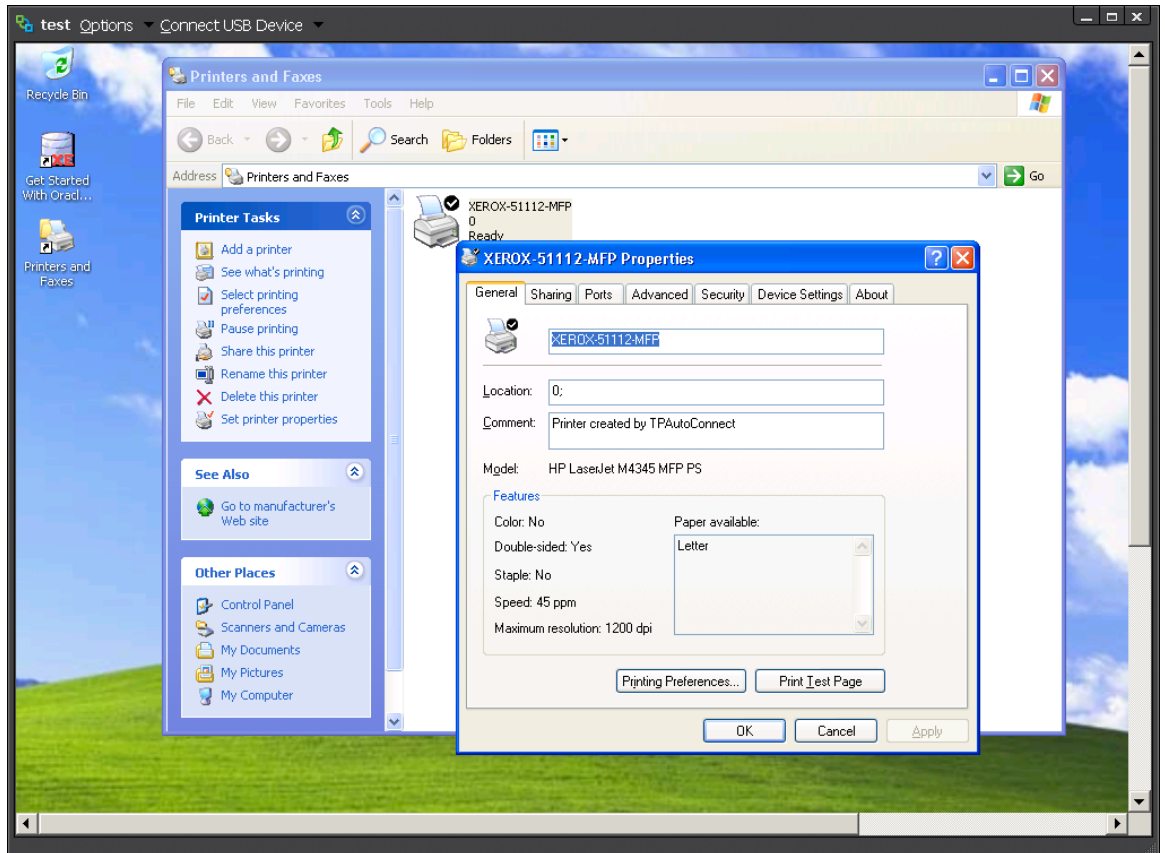 test Options Connect USB Device
Recycle Bin
XE
Get Started
With Oracl...
Printers and
Faxes
Printers and Faxes
File Edit View Favorites Tools Help
Back Search Folders
Address Printers and Faxes Go
Printer Tasks
Add a printer
See what's printing
Select printing
preferences
Pause printing
Share this printer
Rename this printer
Delete this printer
Set printer properties
See Also
Go to manufacturer's
Web site
Other Places
Control Panel
Scanners and Cameras
My Documents
My Pictures
My Computer
XEROX-51112-MFP
0
Ready
XEROX-51112-MFP Properties
General Sharing Ports Advanced Security Device Settings About
XEROX-51112-MFP
Location: 0;
Comment: Printer created by TPAutoConnect
Model: HP LaserJet M4345 MFP PS
Features
Color: No Paper available:
Double-sided: Yes Letter
Staple: No
Speed: 45 ppm
Maximum resolution: 1200 dpi
Printing Preferences... Print Test Page
OK Cancel Apply